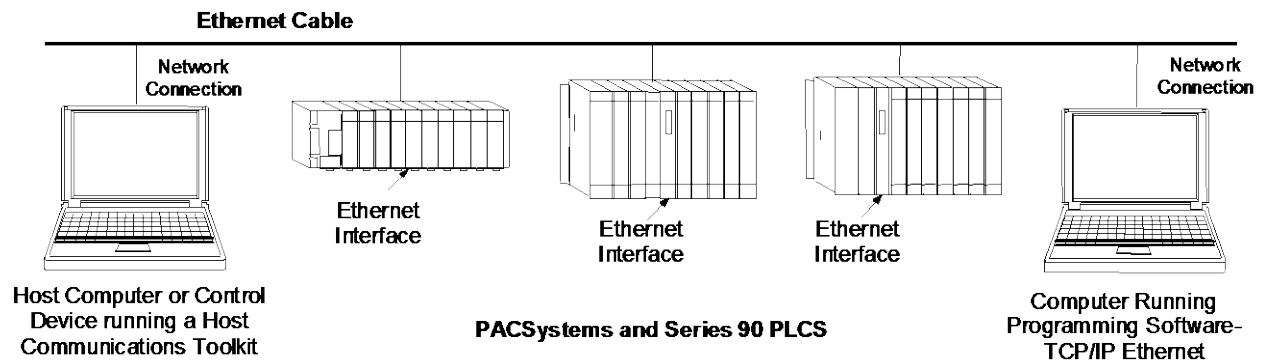 Ethernet Cable
Network
Connection
Network
Connection
Ethernet
Interface
Ethernet
Interface
Ethernet
Interface
Host Computer or Control
Device running a Host
Communications Toolkit
PACSystems and Series 90 PLCS
Computer Running
Programming Software-
TCP/IP Ethernet